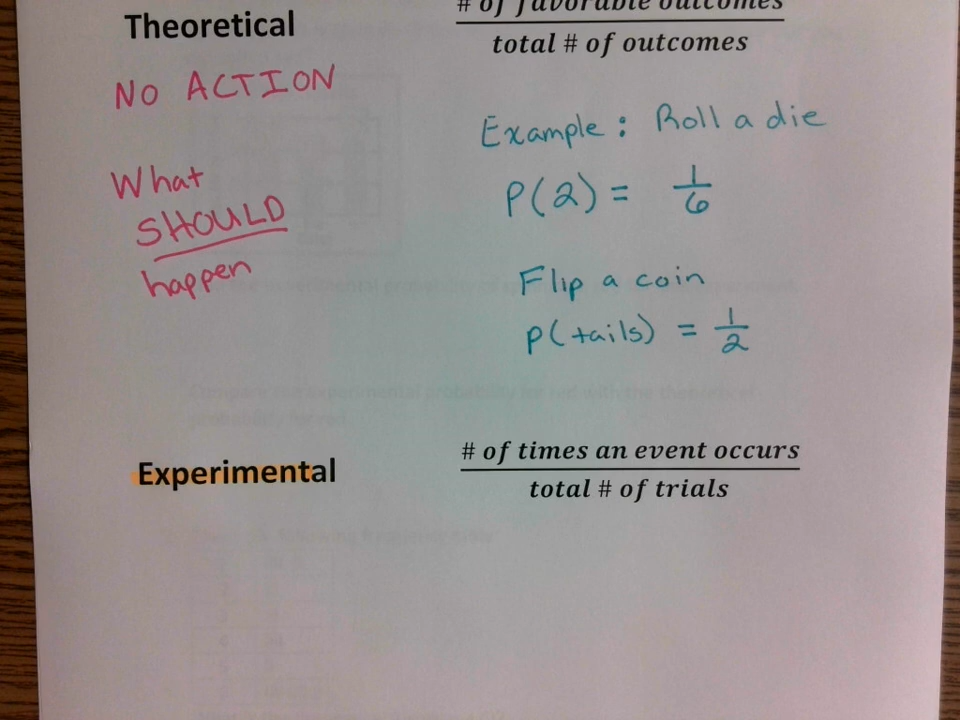 Theoretical
# of favorable outcomes
total # of outcomes
NO ACTION
What
SHOULD
happen
Example: Roll a die
P(2) = 1/6
Flip a coin
P(tails) = 1/2
Experimental
# of times an event occurs
total # of trials